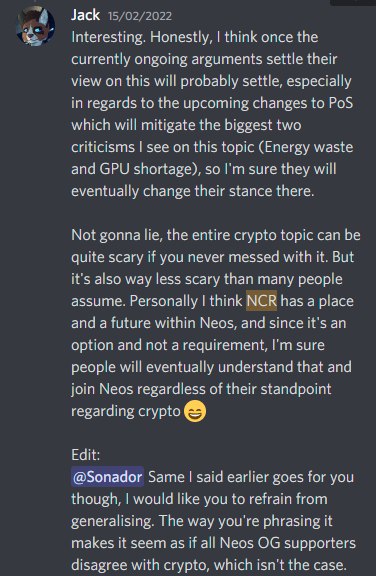 Jack 15/02/2022
Interesting. Honestly, I think once the
currently ongoing arguments settle their
view on this will probably settle, especially
in regards to the upcoming changes to PoS
which will mitigate the biggest two
criticisms I see on this topic (Energy waste
and GPU shortage), so I'm sure they will
eventually change their stance there.
Not gonna lie, the entire crypto topic can be
quite scary if you never messed with it. But
it's also way less scary than many people
assume. Personally I think NCR has a place
and a future within Neos, and since it's an
option and not a requirement, I'm sure
people will eventually understand that and
join Neos regardless of their standpoint
regarding crypto 😄
Edit:
@Sonador Same I said earlier goes for you
though, I would like you to refrain from
generalising. The way you're phrasing it
makes it seem as if all Neos OG supporters
disagree with crypto, which isn't the case.